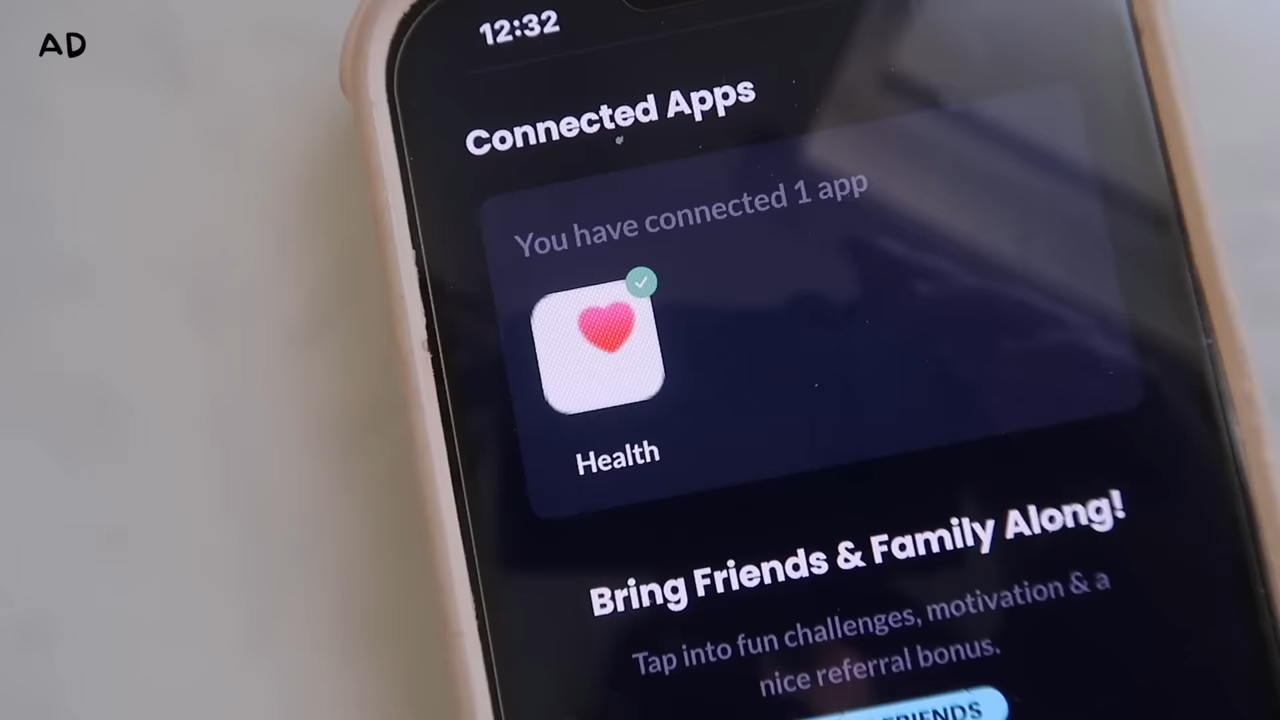 AD
12:32
Connected Apps
You have connected 1 app
Health
Bring Friends & Family Along!
Tap into fun challenges, motivation & a
nice referral bonus.
FRIENDS